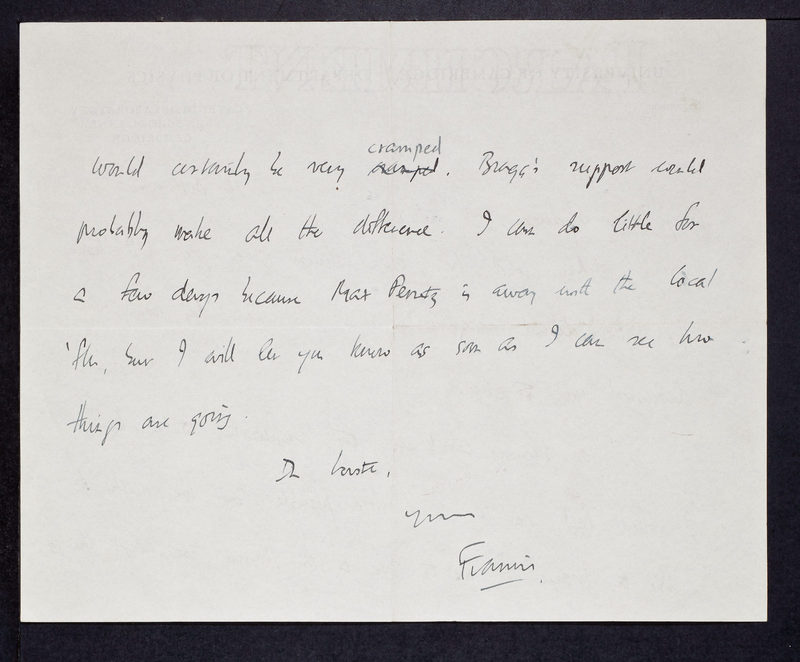 would certainly be very cramped cramped. Bragg's support could
probably make all the difference. I can do little for
a few days because Max Perutz is away with the local
'flu, but I will let you know as soon as I can see how
things are going.
In haste,
yours
Francis.